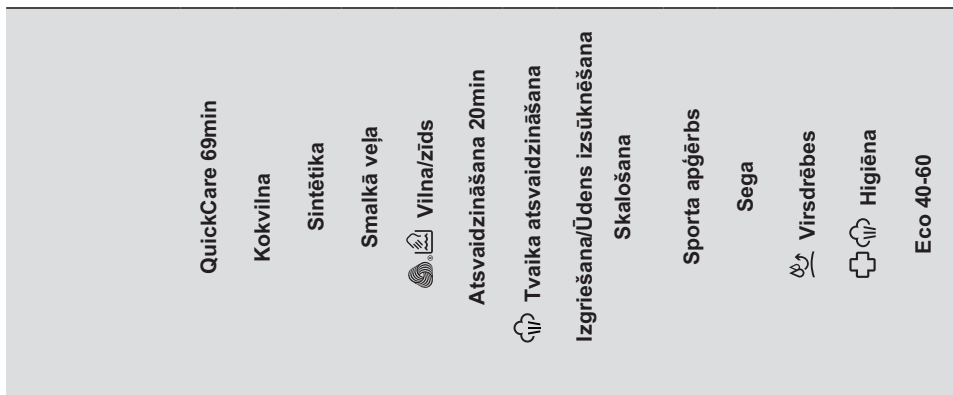 QuickCare 69min
Kokvilna
Sintētika
Smalkā veļa
Vilna/zīds
Atsvaidzināšana 20min
Tvaika atsvaidzināšana
Izgriešana/Ūdens izsūknēšana
Skalošana
Sporta apģērbs
Sega
Virsdrēbes
Higiēna
Eco 40-60